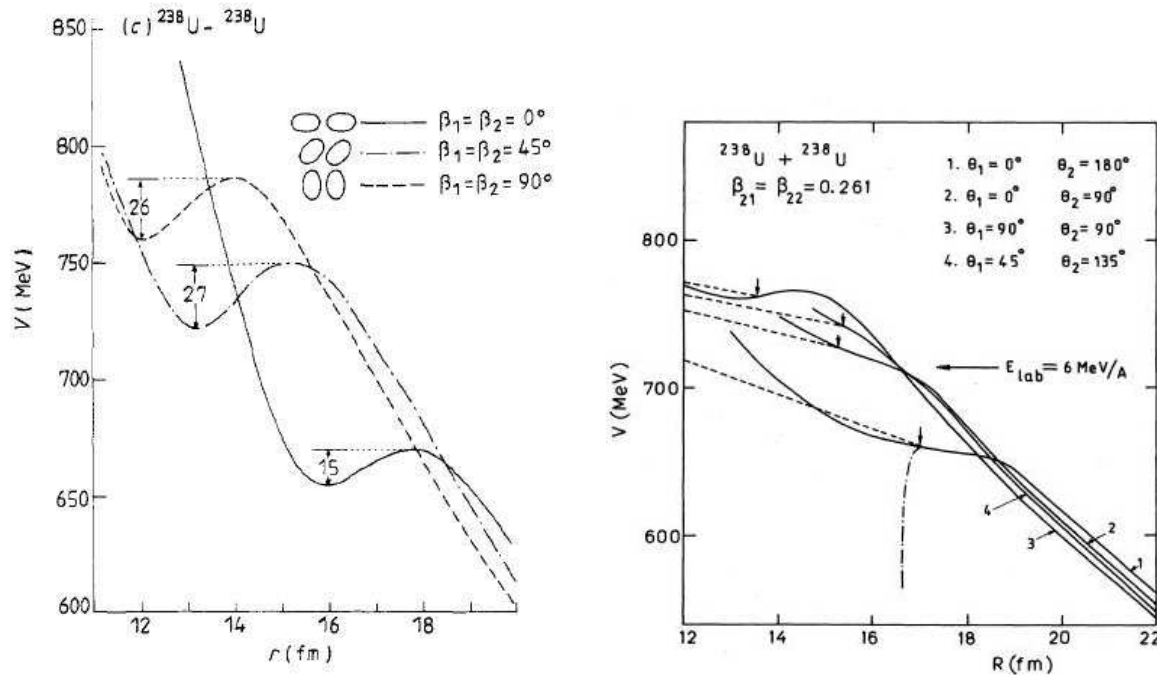 (c) ²³⁸U - ²³⁸U
β₁ = β₂ = 0°
β₁ = β₂ = 45°
β₁ = β₂ = 90°
850
800
750
700
650
600
V (MeV)
26
27
15
12 14 16 18
r (fm)
²³⁸U + ²³⁸U
β₂₁ = β₂₂ = 0.261
1. θ₁ = 0° θ₂ = 180°
2. θ₁ = 0° θ₂ = 90°
3. θ₁ = 90° θ₂ = 90°
4. θ₁ = 45° θ₂ = 135°
800
700
600
V (MeV)
E lab = 6 MeV/A
4
3
2
1
12 14 16 18 20 22
R (fm)